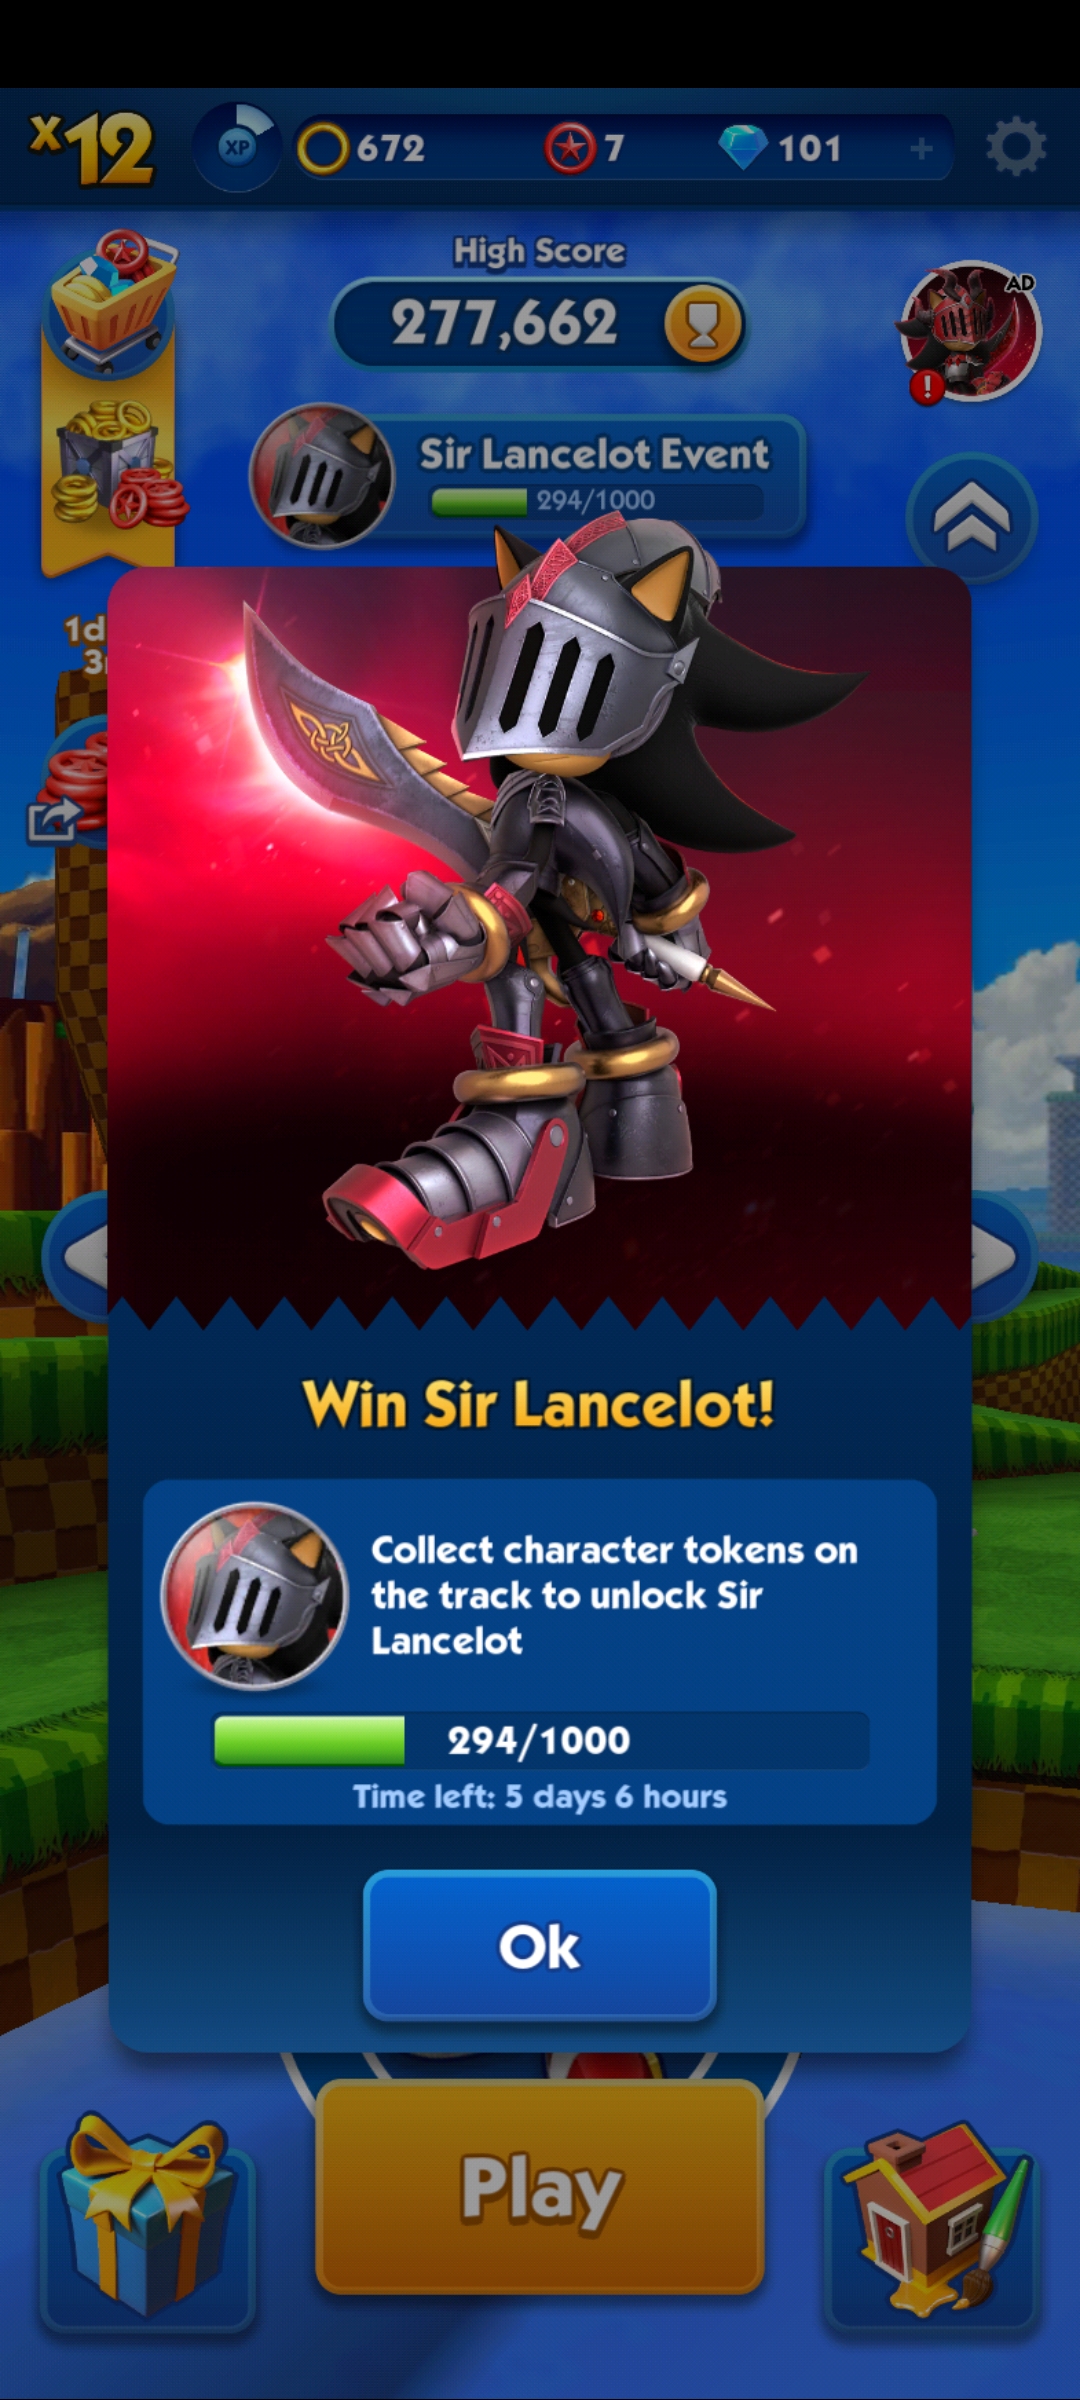 x12
XP
672
7
101
+
High Score
277,662
AD
!
Sir Lancelot Event
294/1000
1d
3
Win Sir Lancelot!
Collect character tokens on
the track to unlock Sir
Lancelot
294/1000
Time left: 5 days 6 hours
Ok
Play